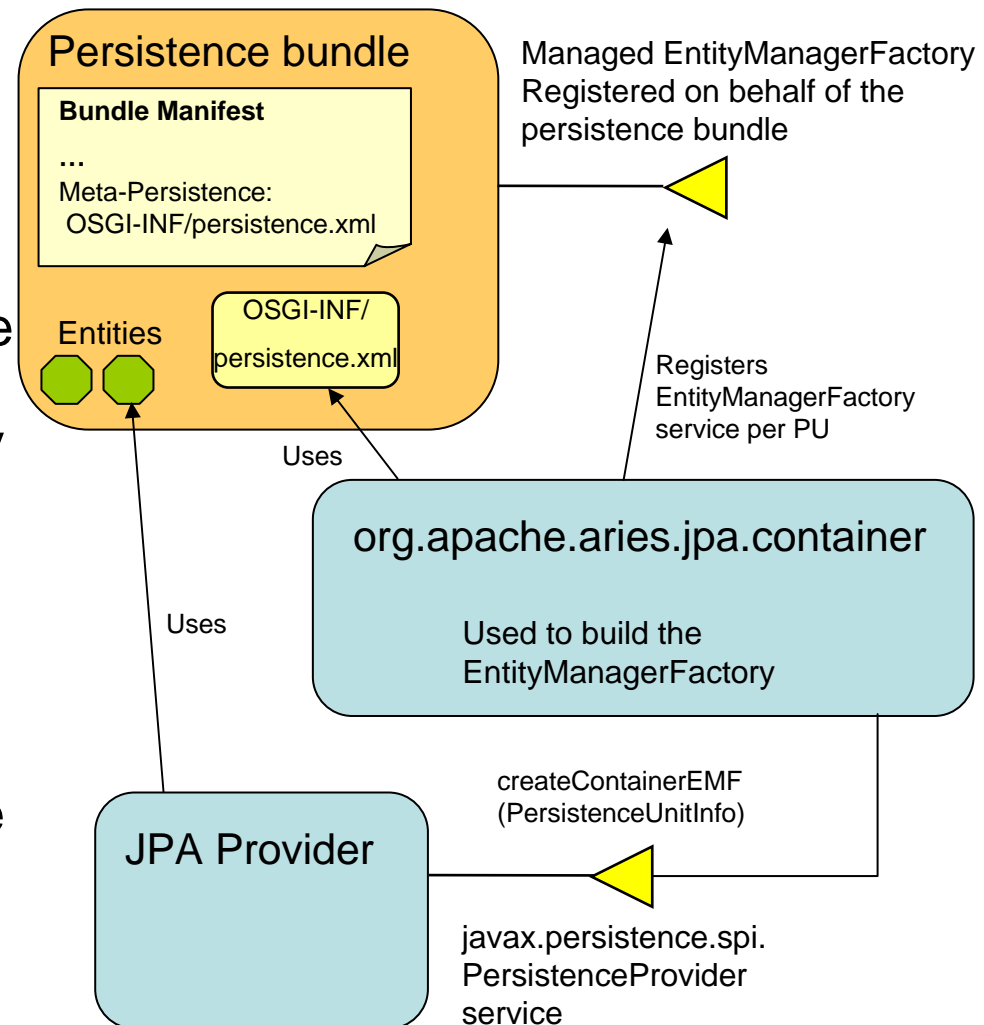 Persistence bundle
Bundle Manifest
…
Meta-Persistence:
OSGI-INF/persistence.xml
Entities
OSGI-INF/
persistence.xml
Managed EntityManagerFactory
Registered on behalf of the
persistence bundle
Registers
EntityManagerFactory
service per PU
Uses
org.apache.aries.jpa.container
Used to build the
EntityManagerFactory
Uses
createContainerEMF
(PersistenceUnitInfo)
JPA Provider
javax.persistence.spi.
PersistenceProvider
service